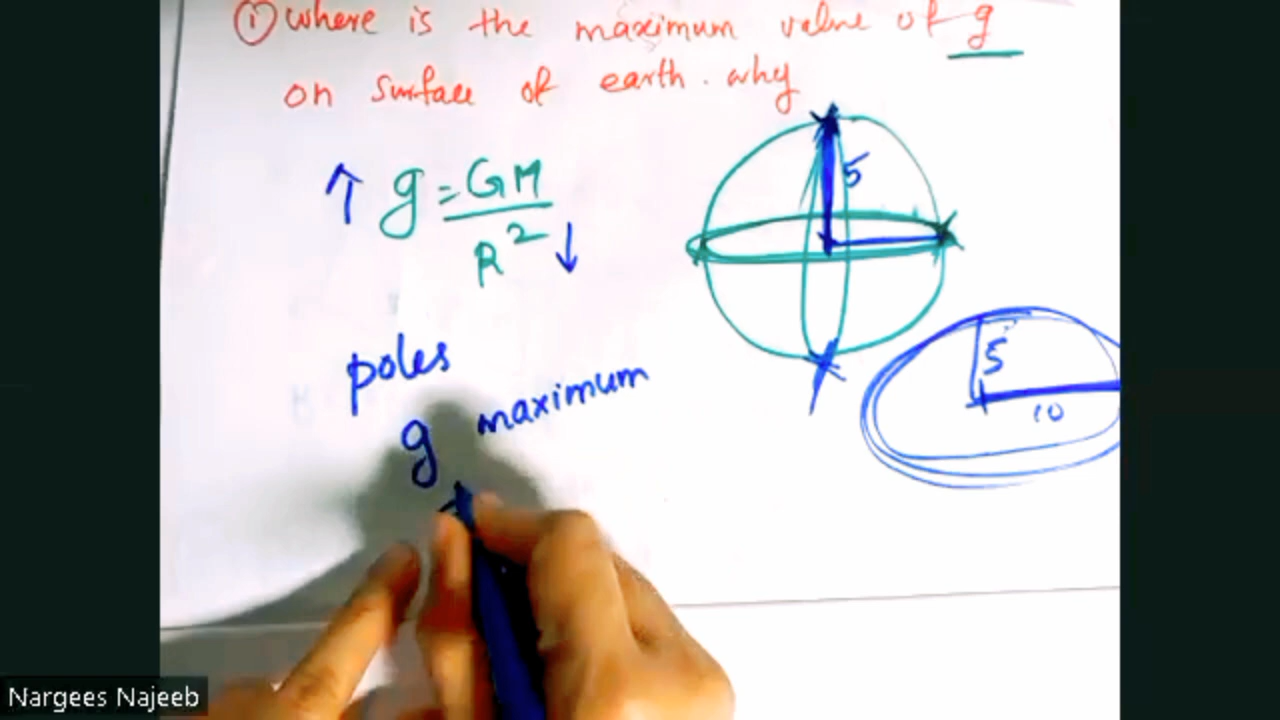 ① where is the maximum value of g
on surface of earth. why
↑ g = GM
R² ↓
5
5
10
poles
g maximum
Nargees Najeeb